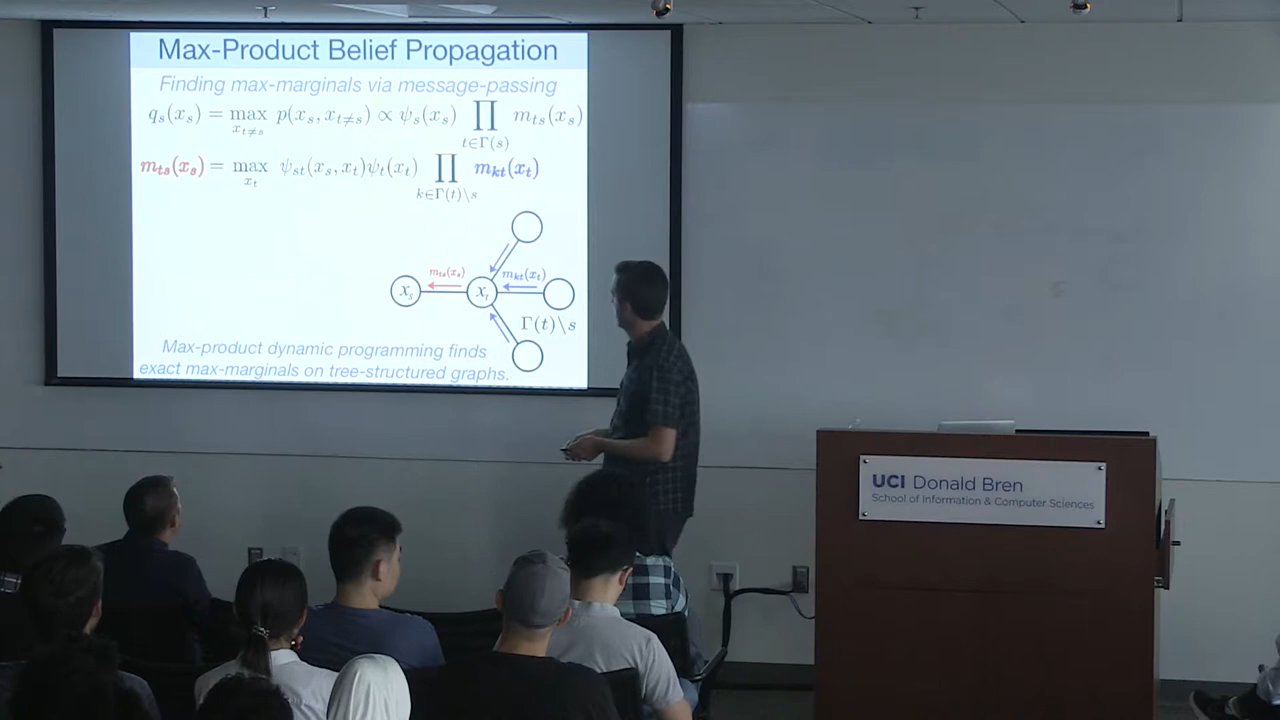 Max-Product Belief Propagation
Finding max-marginals via message-passing
q_s(x_s) = max_{x_{t≠s}} p(x_s, x_{t≠s}) ∝ ψ_s(x_s) ∏_{t∈Γ(s)} m_{ts}(x_s)
m_{ts}(x_s) = max_{x_t} ψ_{st}(x_s, x_t)ψ_t(x_t) ∏_{k∈Γ(t)\s} m_{kt}(x_t)
m_{ts}(x_s)
m_{kt}(x_t)
x_s
x_t
Γ(t)\s
Max-product dynamic programming finds
exact max-marginals on tree-structured graphs.
UCI Donald Bren
School of Information & Computer Sciences